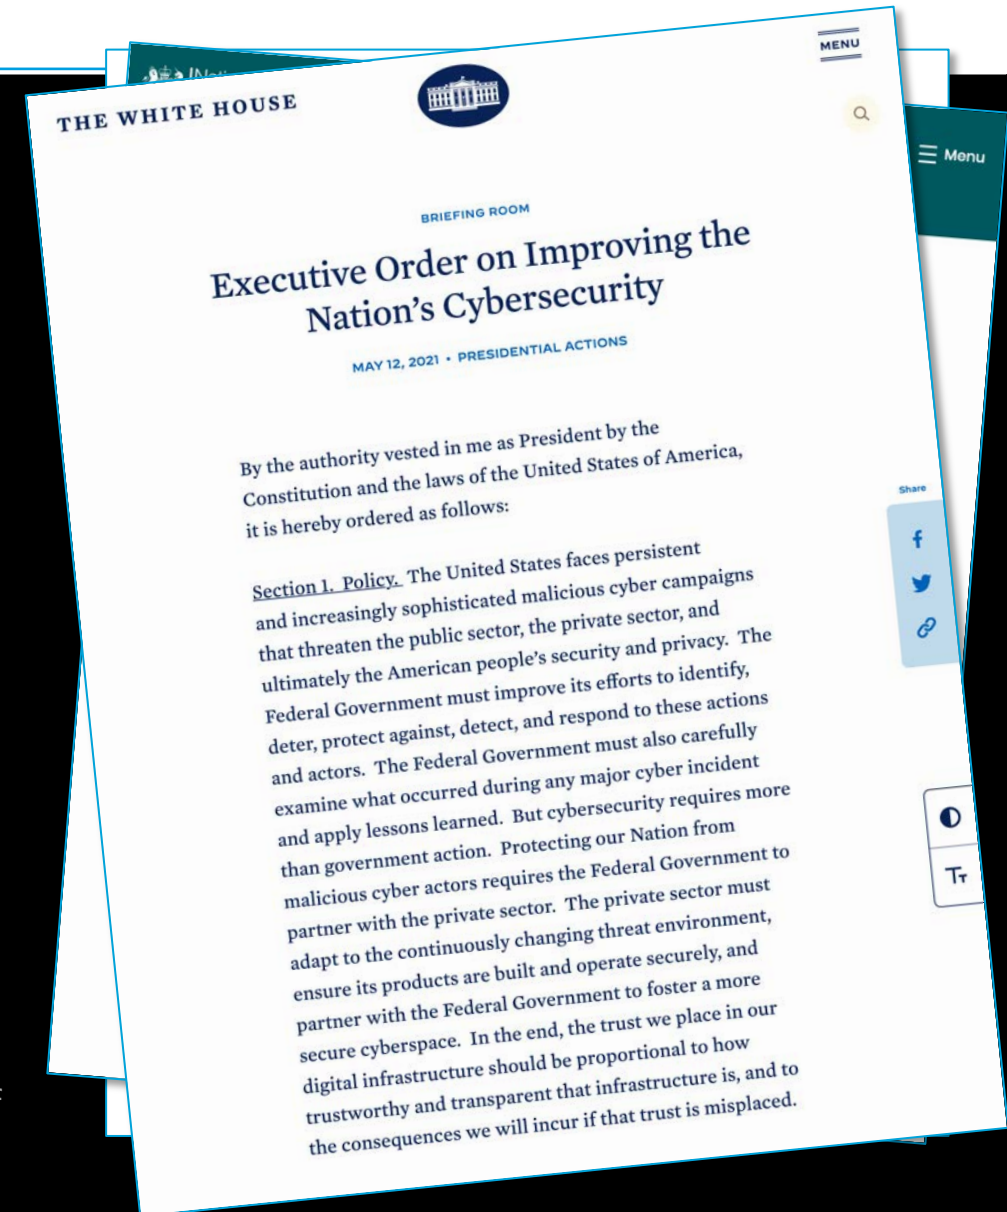 THE WHITE HOUSE
MENU
Menu
BRIEFING ROOM
Executive Order on Improving the
Nation’s Cybersecurity
MAY 12, 2021 • PRESIDENTIAL ACTIONS
By the authority vested in me as President by the
Constitution and the laws of the United States of America,
it is hereby ordered as follows:
Share
Section 1. Policy. The United States faces persistent
and increasingly sophisticated malicious cyber campaigns
that threaten the public sector, the private sector, and
ultimately the American people’s security and privacy. The
Federal Government must improve its efforts to identify,
deter, protect against, detect, and respond to these actions
and actors. The Federal Government must also carefully
examine what occurred during any major cyber incident
and apply lessons learned. But cybersecurity requires more
than government action. Protecting our Nation from
malicious cyber actors requires the Federal Government to
partner with the private sector. The private sector must
adapt to the continuously changing threat environment,
ensure its products are built and operate securely, and
partner with the Federal Government to foster a more
secure cyberspace. In the end, the trust we place in our
digital infrastructure should be proportional to how
trustworthy and transparent that infrastructure is, and to
the consequences we will incur if that trust is misplaced.
TT